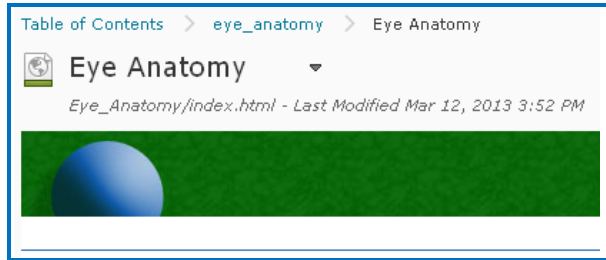 Table of Contents > eye_anatomy > Eye Anatomy
Eye Anatomy
Eye_Anatomy/index.html - Last Modified Mar 12, 2013 3:52 PM